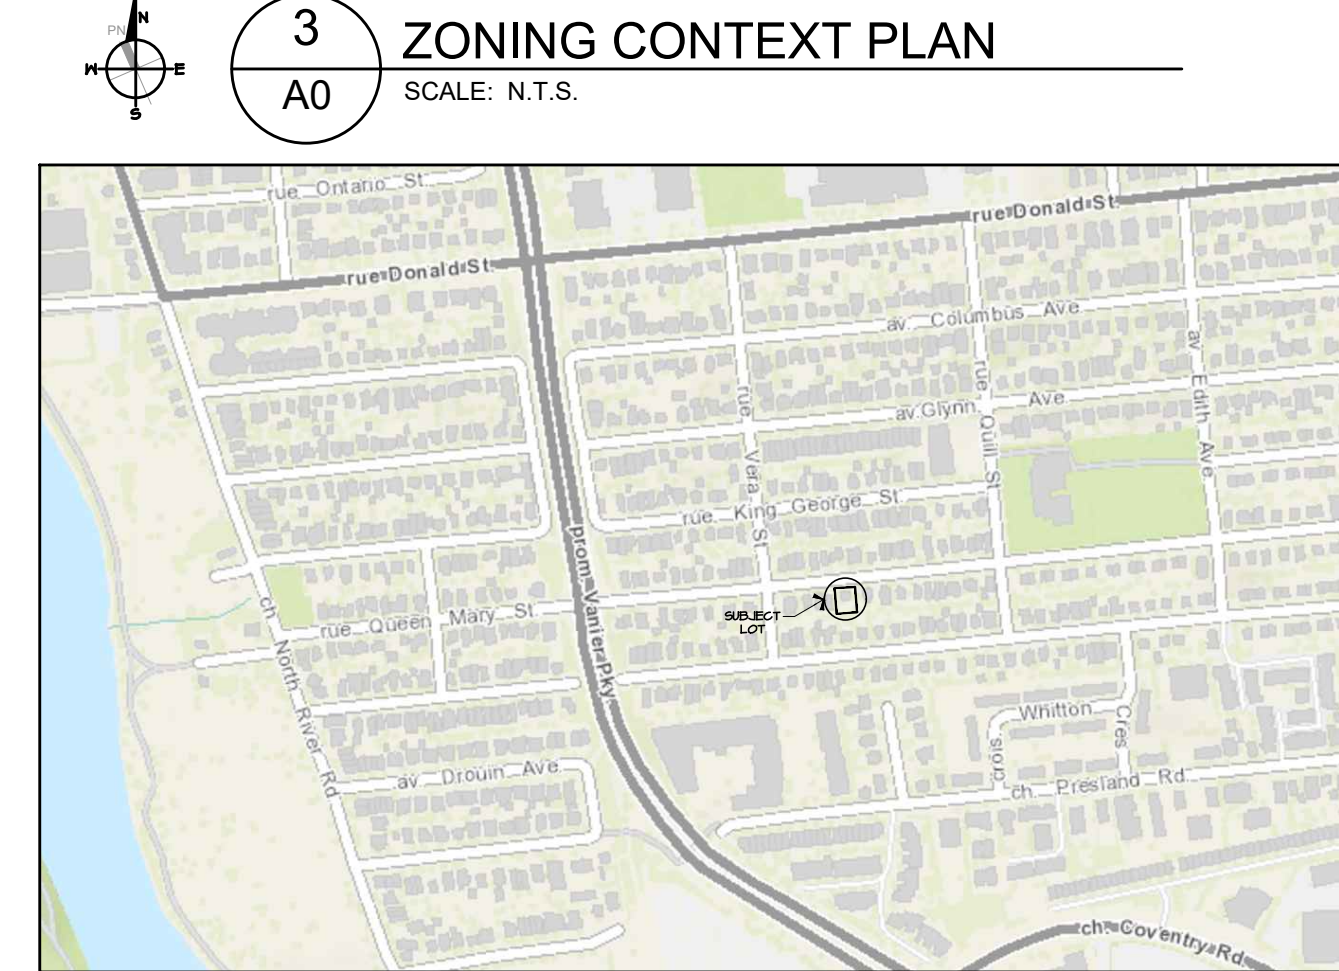 N
PN
W
E
S
3
A0
ZONING CONTEXT PLAN
SCALE: N.T.S.
rue Ontario St
rue Donald St
rue Donald St
av. Columbus Ave
av Edith Ave
rue Quill St
av. Glynn Ave
rue Vera St
rue King George St
prom. Vanier Pky
SUBJECT
LOT
rue Queen Mary St
ch North River Rd
crois Whitton Cres
av Drouin Ave
ch. Presland Rd
ch. Coventry Rd